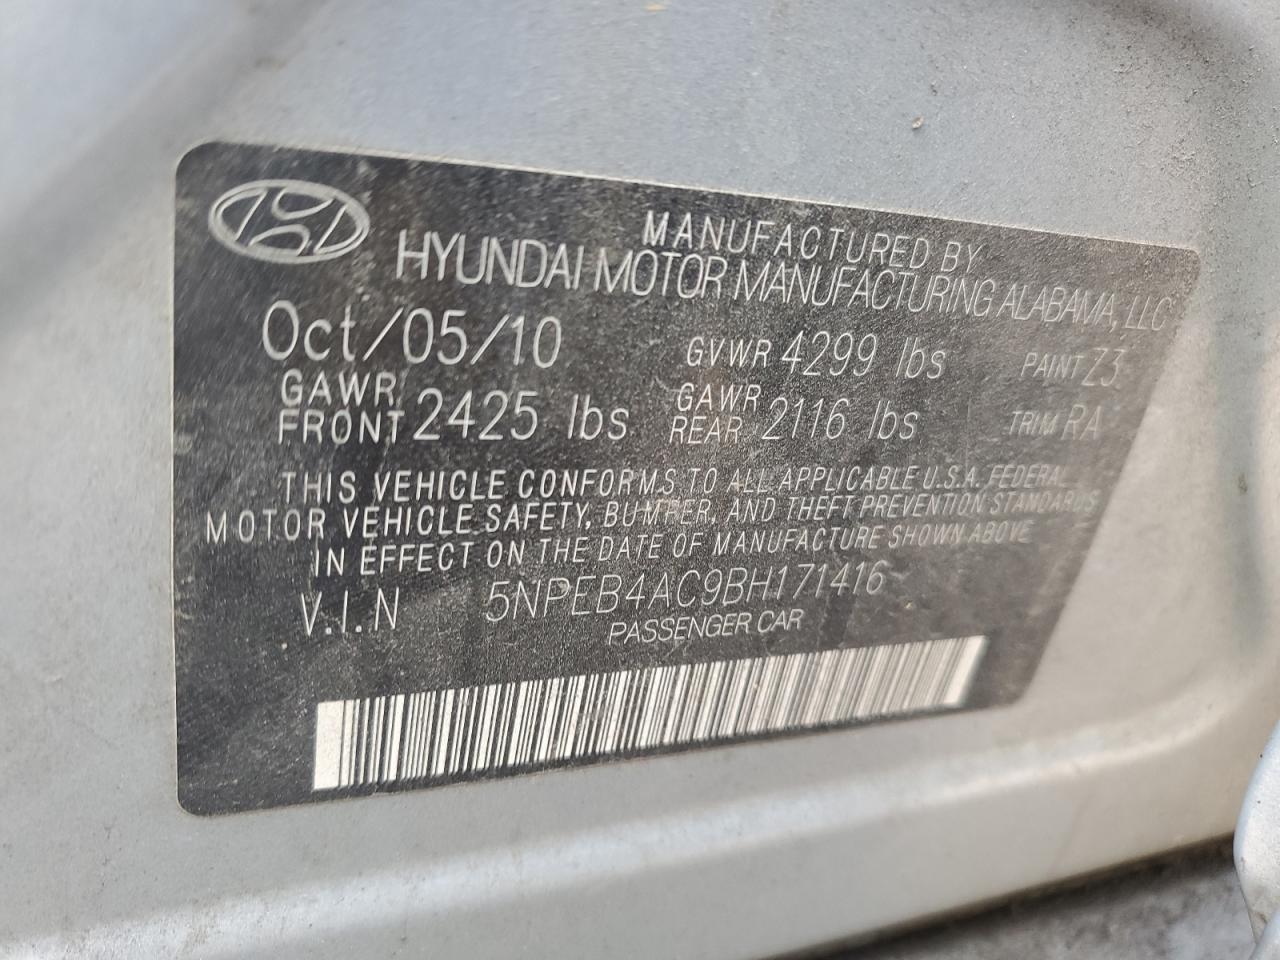 MANUFACTURED BY
HYUNDAI MOTOR MANUFACTURING ALABAMA, LLC
Oct/05/10 GVWR 4299 lbs PAINT Z3
GAWR FRONT 2425 lbs GAWR REAR 2116 lbs TRIM RA
THIS VEHICLE CONFORMS TO ALL APPLICABLE U.S.A. FEDERAL
MOTOR VEHICLE SAFETY, BUMPER, AND THEFT PREVENTION STANDARDS
IN EFFECT ON THE DATE OF MANUFACTURE SHOWN ABOVE
V.I.N 5NPEB4AC9BH171416
PASSENGER CAR